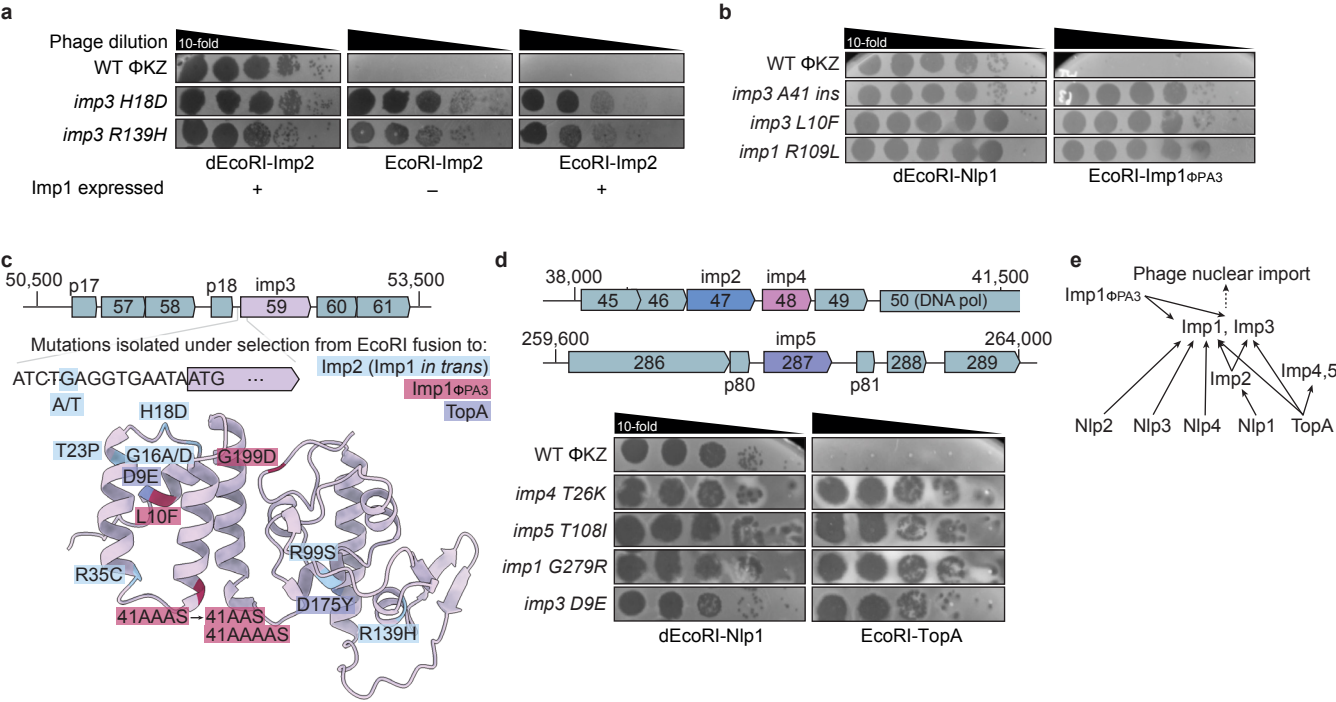 a
Phage dilution
10-fold
WT ΦKZ
imp3 H18D
imp3 R139H
dEcoRI-Imp2
EcoRI-Imp2
EcoRI-Imp2
Imp1 expressed
+
–
+
b
10-fold
WT ΦKZ
imp3 A41 ins
imp3 L10F
imp1 R109L
dEcoRI-Nlp1
EcoRI-Imp1ΦPA3
c
50,500
53,500
p17
p18
imp3
57
58
59
60
61
Mutations isolated under selection from EcoRI fusion to:
Imp2 (Imp1 in trans)
Imp1ΦPA3
TopA
ATCT-GAGGTGAATAATG ...
A/T
H18D
T23P
G16A/D
G199D
D9E
L10F
R35C
R99S
D175Y
R139H
41AAAS → 41AAS
41AAAAS
d
38,000
imp2
imp4
41,500
45
46
47
48
49
50 (DNA pol)
259,600
imp5
264,000
286
287
288
289
p80
p81
10-fold
WT ΦKZ
imp4 T26K
imp5 T108I
imp1 G279R
imp3 D9E
dEcoRI-Nlp1
EcoRI-TopA
e
Phage nuclear import
Imp1ΦPA3
Imp1, Imp3
Imp2
Imp4,5
Nlp2
Nlp3
Nlp4
Nlp1
TopA